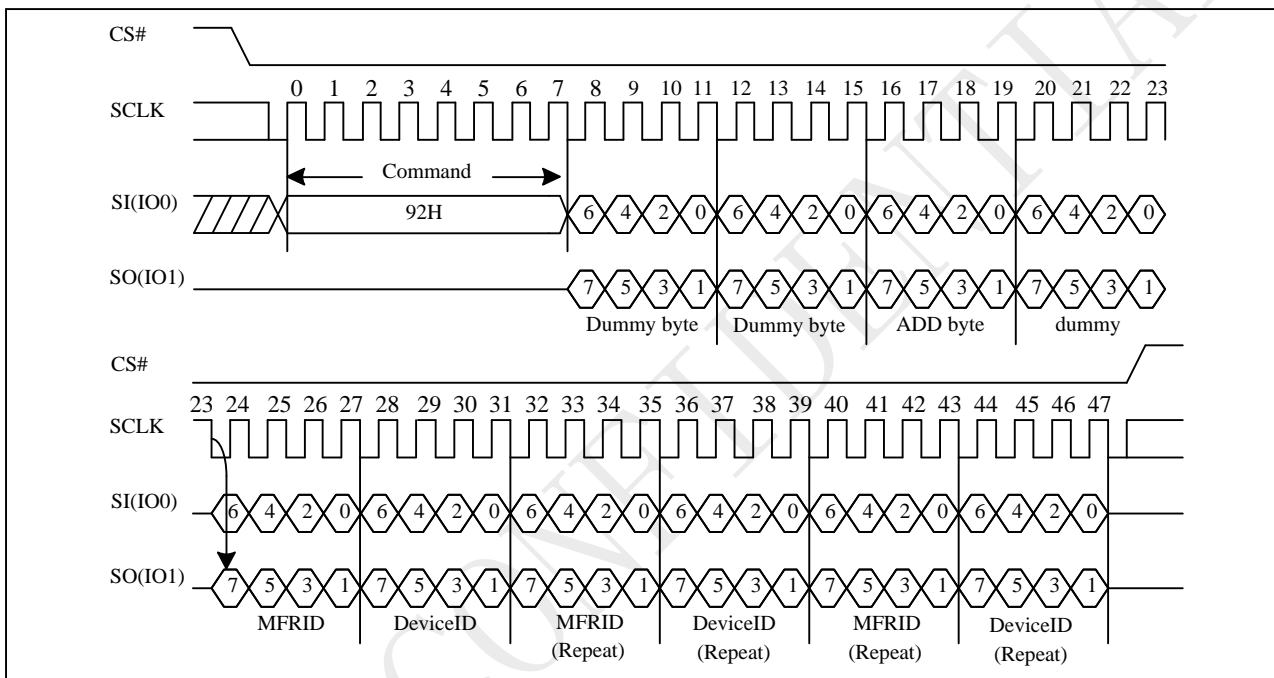 CS#
0 1 2 3 4 5 6 7 8 9 10 11 12 13 14 15 16 17 18 19 20 21 22 23
SCLK
Command
SI(IO0)
92H 6 4 2 0 6 4 2 0 6 4 2 0 6 4 2 0
SO(IO1)
7 5 3 1 7 5 3 1 7 5 3 1 7 5 3 1
Dummy byte Dummy byte ADD byte dummy
CS#
23 24 25 26 27 28 29 30 31 32 33 34 35 36 37 38 39 40 41 42 43 44 45 46 47
SCLK
SI(IO0) 6 4 2 0 6 4 2 0 6 4 2 0 6 4 2 0 6 4 2 0 6 4 2 0
SO(IO1) 7 5 3 1 7 5 3 1 7 5 3 1 7 5 3 1 7 5 3 1 7 5 3 1
MFRID DeviceID MFRID DeviceID MFRID DeviceID
(Repeat) (Repeat) (Repeat) (Repeat)
CONFIDENTIA